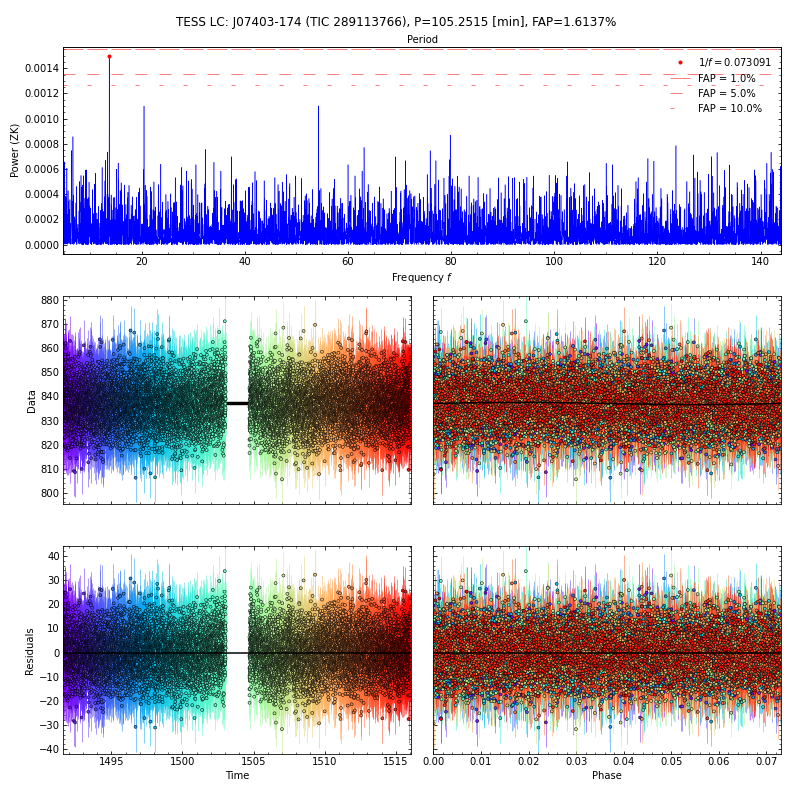 TESS LC: J07403-174 (TIC 289113766), P=105.2515 [min], FAP=1.6137%
Period
0.0014
0.0012
0.0010
0.0008
0.0006
0.0004
0.0002
0.0000
Power (ZK)
1/f = 0.073091
FAP = 1.0%
FAP = 5.0%
FAP = 10.0%
20 40 60 80 100 120 140
Frequency f
880
870
860
850
840
830
820
810
800
Data
40
30
20
10
0
−10
−20
−30
−40
Residuals
1495 1500 1505 1510 1515
Time
0.00 0.01 0.02 0.03 0.04 0.05 0.06 0.07
Phase